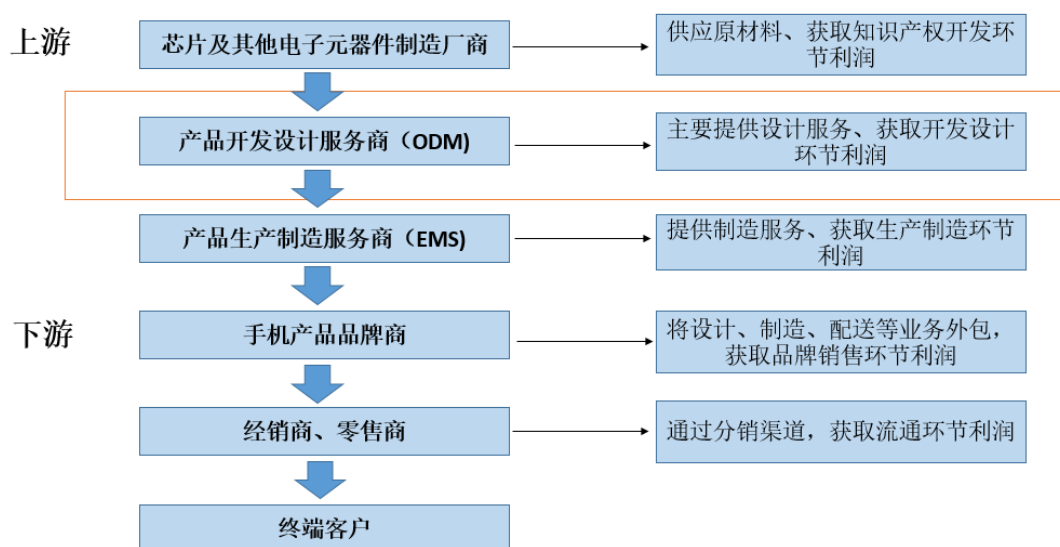 上游
芯片及其他电子元器件制造厂商
供应原材料、获取知识产权开发环
节利润
产品开发设计服务商（ODM)
主要提供设计服务、获取开发设计
环节利润
产品生产制造服务商（EMS)
提供制造服务、获取生产制造环节
利润
下游
手机产品品牌商
将设计、制造、配送等业务外包，
获取品牌销售环节利润
经销商、零售商
通过分销渠道，获取流通环节利润
终端客户